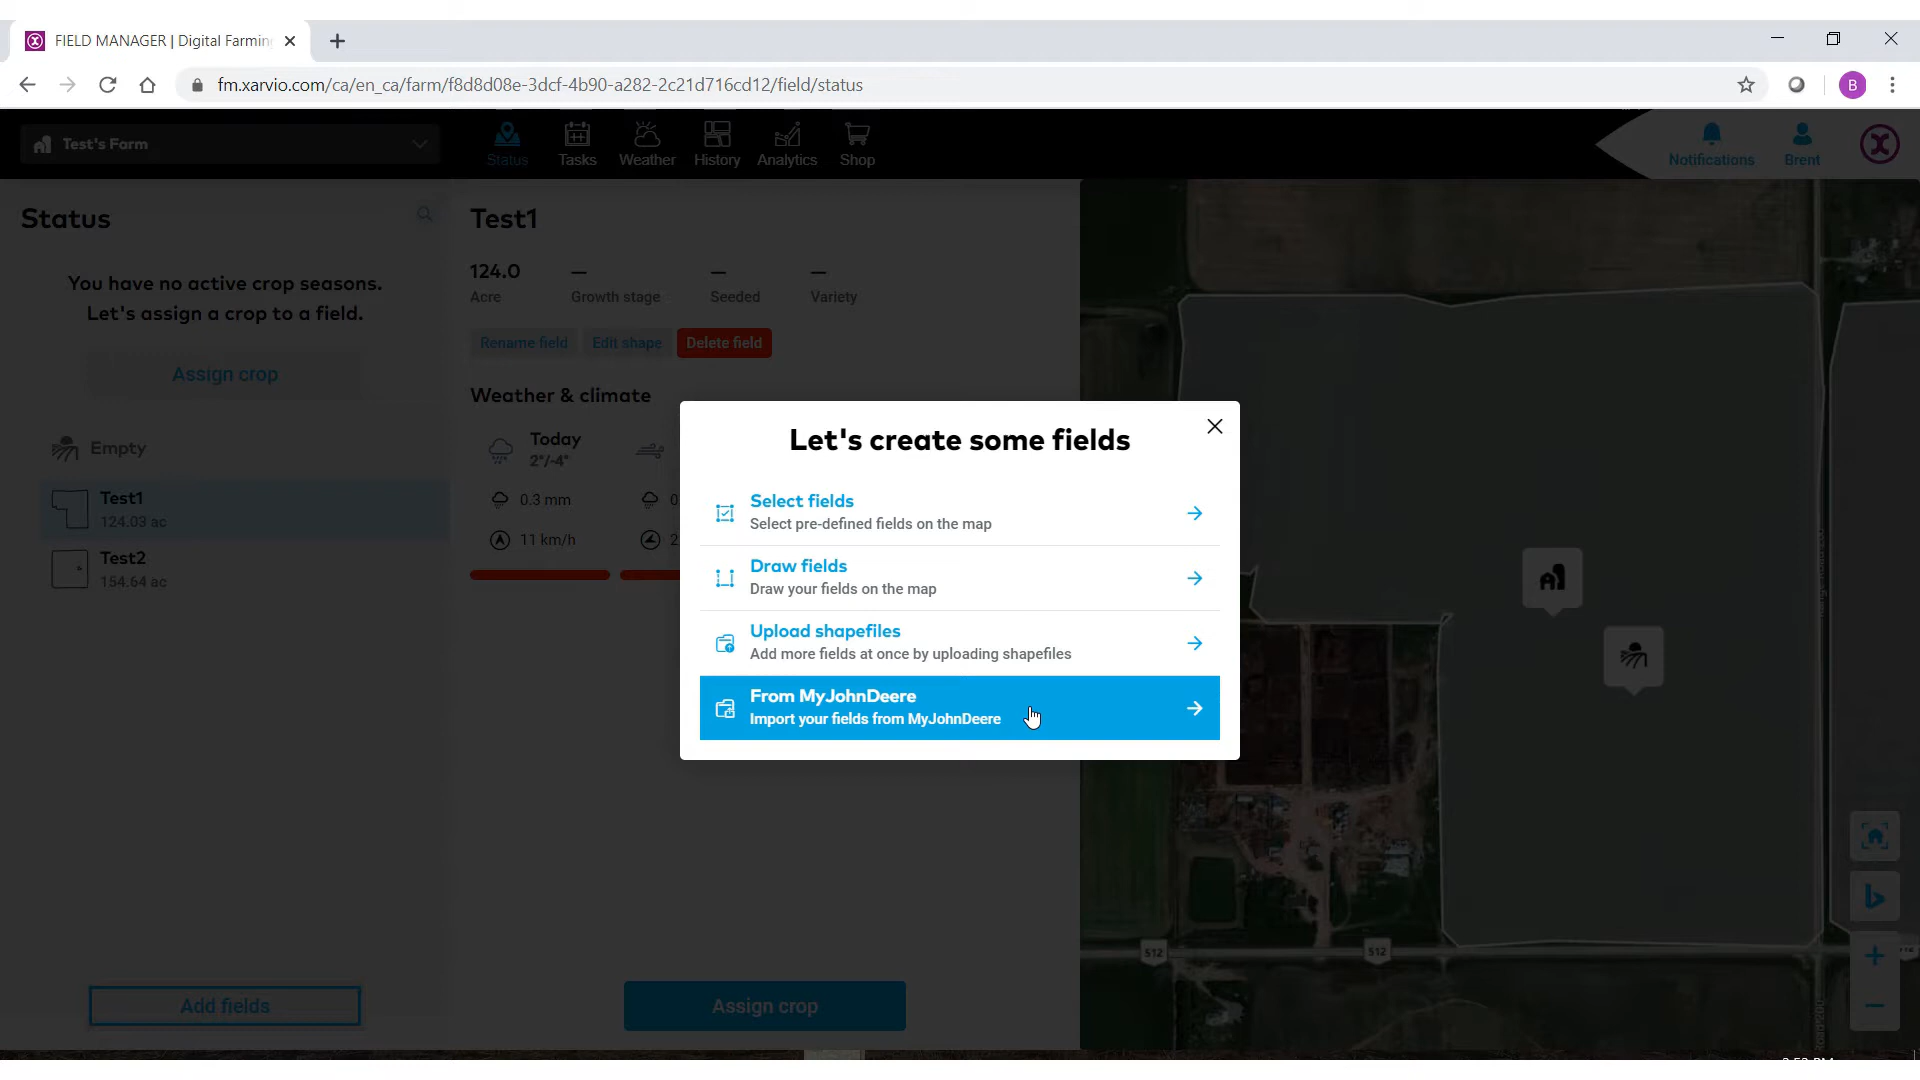 FIELD MANAGER | Digital Farming
fm.xarvio.com/ca/en_ca/farm/f8d8d08e-3dcf-4b90-a282-2c21d716cd12/field/status
B
Test's Farm
Status
Tasks
Weather
History
Analytics
Shop
Notifications
Brent
Status
You have no active crop seasons.
Let's assign a crop to a field.
Assign crop
Empty
Test1
124.03 ac
Test2
154.64 ac
Add fields
Test1
124.0
Acre
—
Growth stage
—
Seeded
—
Variety
Rename field
Edit shape
Delete field
Weather & climate
Today
2°/-4°
0.3 mm
11 km/h
Assign crop
Let's create some fields
Select fields
Select pre-defined fields on the map
Draw fields
Draw your fields on the map
Upload shapefiles
Add more fields at once by uploading shapefiles
From MyJohnDeere
Import your fields from MyJohnDeere
512
512